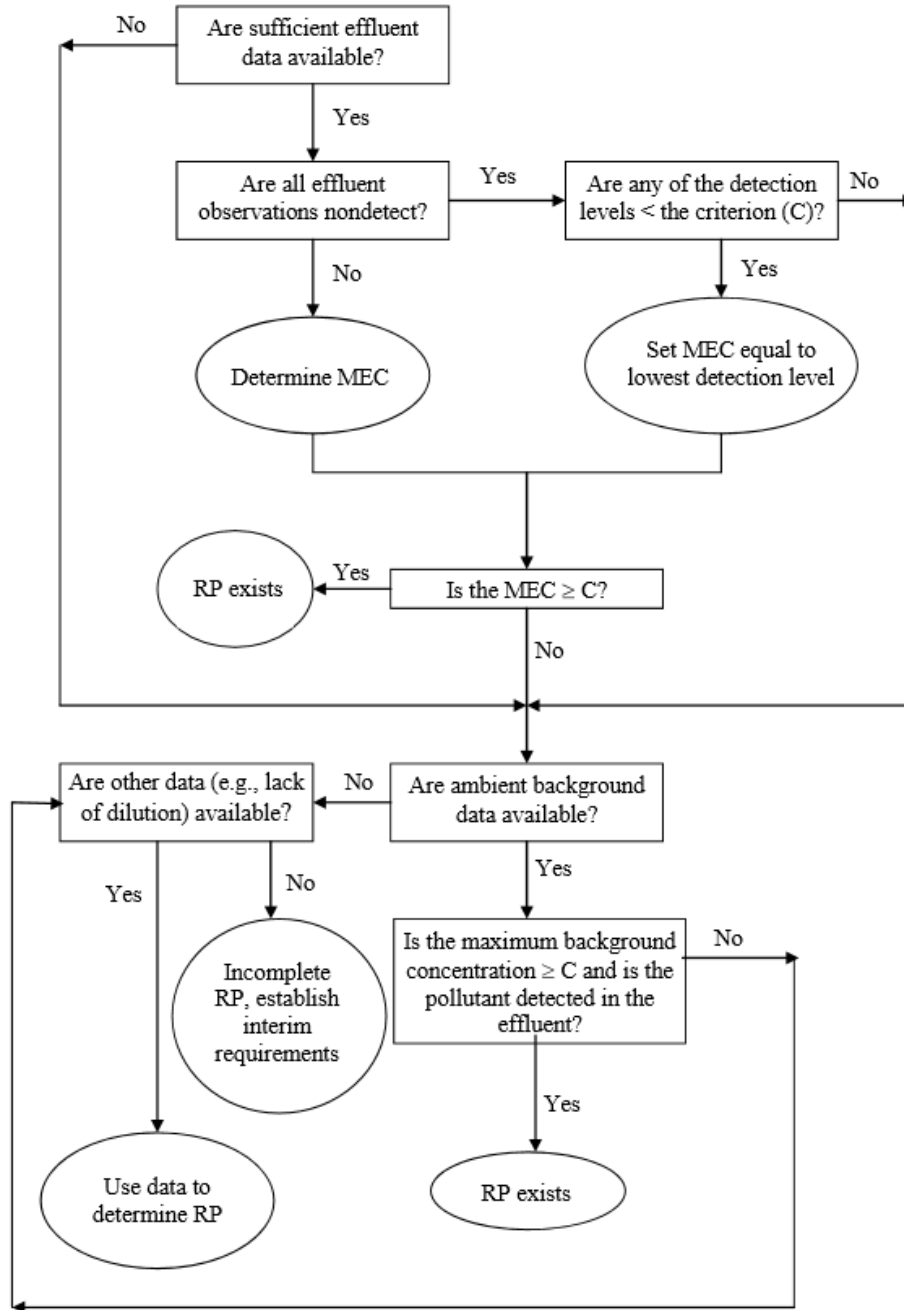 No
Are sufficient effluent
data available?
Yes
Are all effluent
observations nondetect?
Yes
Are any of the detection
levels < the criterion (C)?
No
No
Yes
Determine MEC
Set MEC equal to
lowest detection level
RP exists
Yes
Is the MEC ≥ C?
No
Are other data (e.g., lack
of dilution) available?
No
Are ambient background
data available?
Yes
No
Yes
Incomplete
RP, establish
interim
requirements
Is the maximum background
concentration ≥ C and is the
pollutant detected in the
effluent?
No
Yes
Use data to
determine RP
RP exists